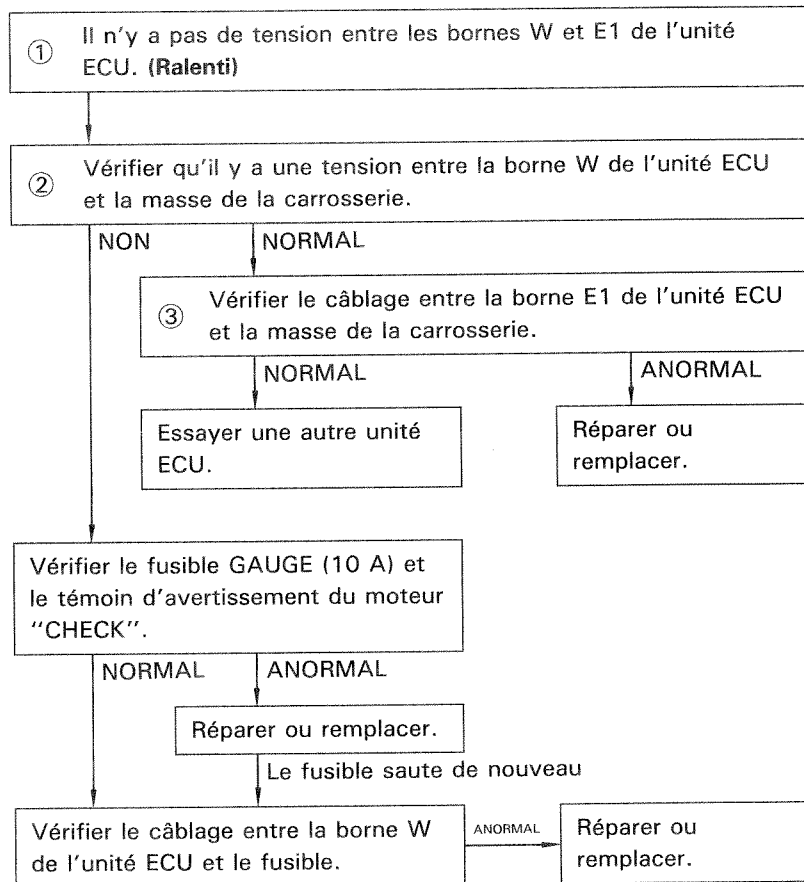 ① Il n'y a pas de tension entre les bornes W et E1 de l'unité
ECU. (Ralenti)
② Vérifier qu'il y a une tension entre la borne W de l'unité ECU
et la masse de la carrosserie.
NON
NORMAL
③ Vérifier le câblage entre la borne E1 de l'unité ECU
et la masse de la carrosserie.
NORMAL
ANORMAL
Essayer une autre unité
ECU.
Réparer ou
remplacer.
Vérifier le fusible GAUGE (10 A) et
le témoin d'avertissement du moteur
"CHECK".
NORMAL
ANORMAL
Réparer ou remplacer.
Le fusible saute de nouveau
Vérifier le câblage entre la borne W
de l'unité ECU et le fusible.
ANORMAL
Réparer ou
remplacer.